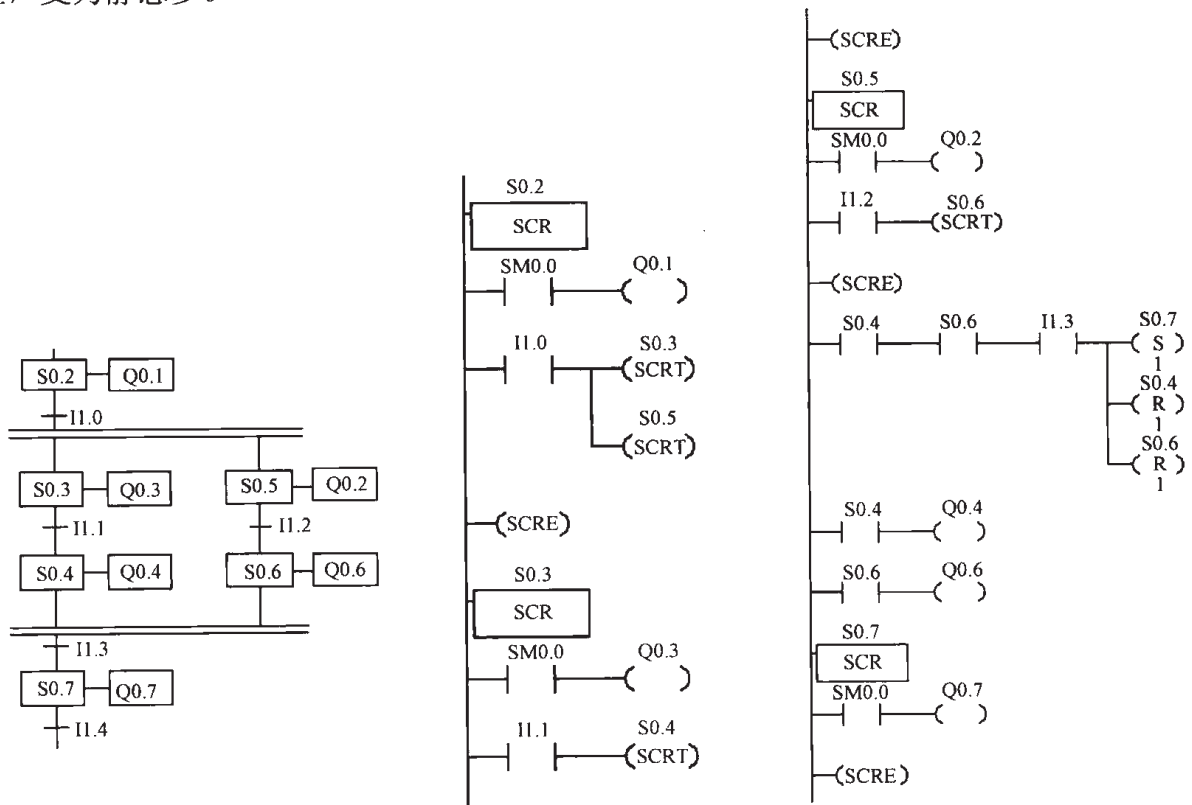 变为静态步。
S0.2 Q0.1
I1.0
S0.3 Q0.3 S0.5 Q0.2
I1.1 I1.2
S0.4 Q0.4 S0.6 Q0.6
I1.3
S0.7 Q0.7
I1.4
S0.2
SCR
SM0.0 Q0.1
I1.0 S0.3
(SCRT)
S0.5
(SCRT)
(SCRE)
S0.3
SCR
SM0.0 Q0.3
I1.1 S0.4
(SCRT)
(SCRE)
S0.5
SCR
SM0.0 Q0.2
I1.2 S0.6
(SCRT)
(SCRE)
S0.4 S0.6 I1.3 S0.7
( S )
1
S0.4
( R )
1
S0.6
( R )
1
S0.4 Q0.4
S0.6 Q0.6
S0.7
SCR
SM0.0 Q0.7
(SCRE)